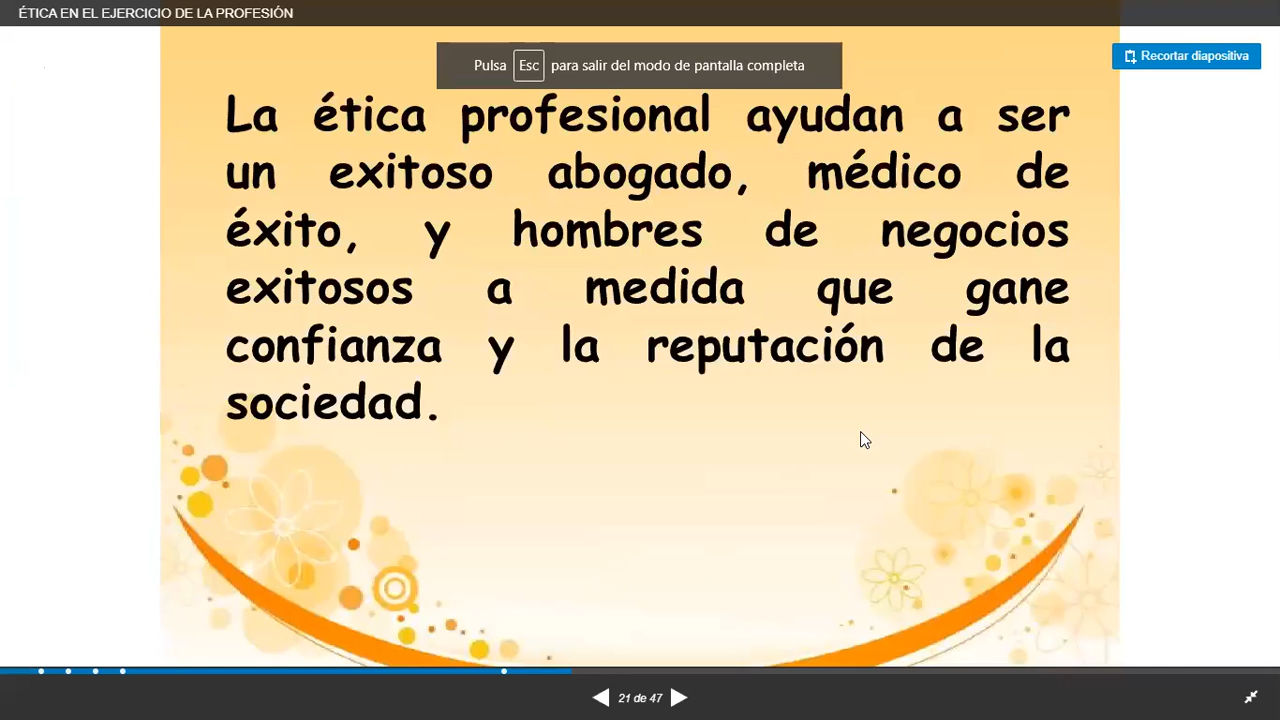 ÉTICA EN EL EJERCICIO DE LA PROFESIÓN
Pulsa Esc para salir del modo de pantalla completa
Recortar diapositiva
La ética profesional ayudan a ser
un exitoso abogado, médico de
éxito, y hombres de negocios
exitosos a medida que gane
confianza y la reputación de la
sociedad.
21 de 47